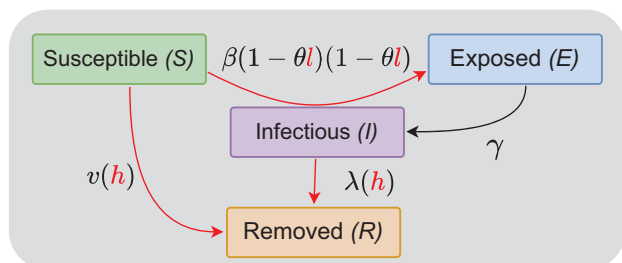 Susceptible (S)
β(1 − θl)(1 − θl)
Exposed (E)
Infectious (I)
γ
v(h)
λ(h)
Removed (R)